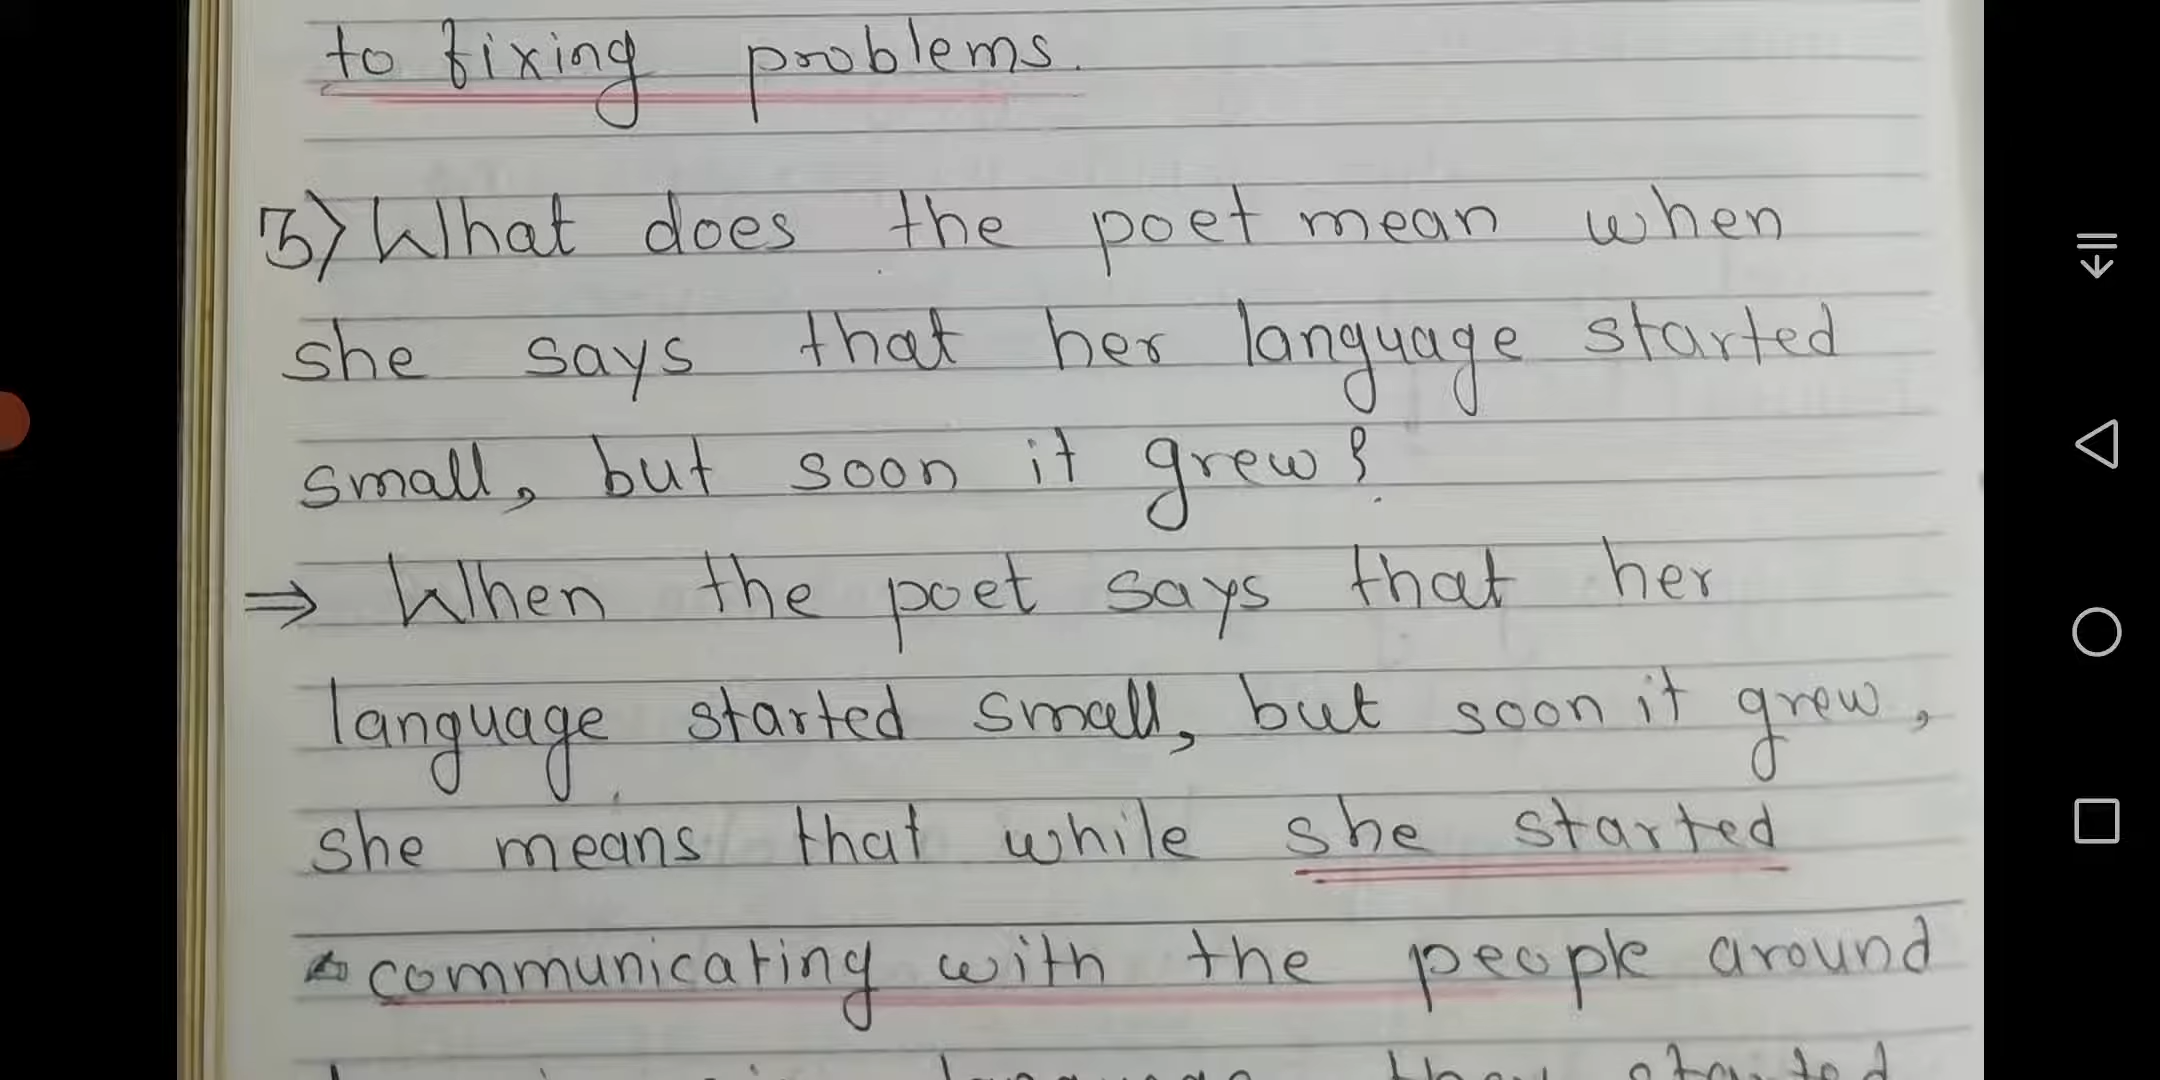 to fixing problems.
3) What does the poet mean when
she says that her language started
small, but soon it grew?
⇒ When the poet says that her
language started small, but soon it grew,
she means that while she started
communicating with the people around